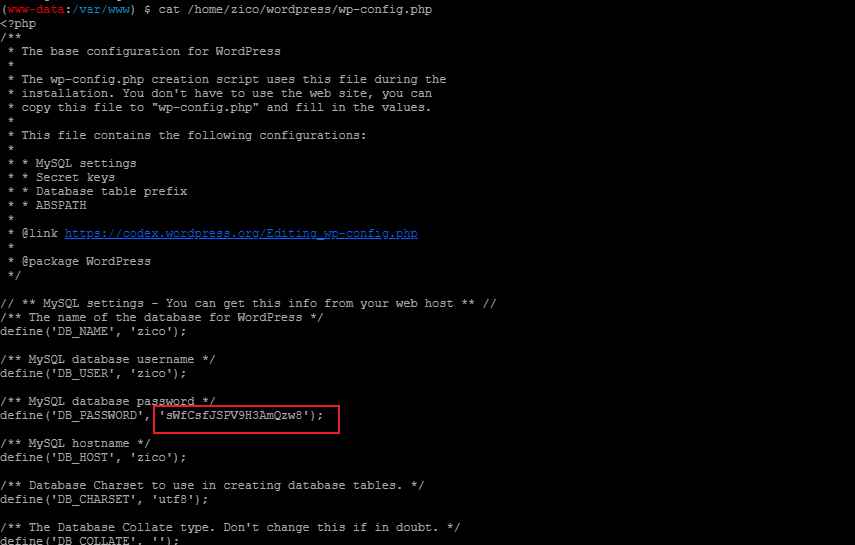 (www-data:/var/www) $ cat /home/zico/wordpress/wp-config.php
<?php
/**
 * The base configuration for WordPress
 *
 * The wp-config.php creation script uses this file during the
 * installation. You don't have to use the web site, you can
 * copy this file to "wp-config.php" and fill in the values.
 *
 * This file contains the following configurations:
 *
 * * MySQL settings
 * * Secret keys
 * * Database table prefix
 * * ABSPATH
 *
 * @link https://codex.wordpress.org/Editing_wp-config.php
 *
 * @package WordPress
 */

// ** MySQL settings - You can get this info from your web host ** //
/** The name of the database for WordPress */
define('DB_NAME', 'zico');

/** MySQL database username */
define('DB_USER', 'zico');

/** MySQL database password */
define('DB_PASSWORD', 'sWfCsfJSPV9H3AmQzw8');

/** MySQL hostname */
define('DB_HOST', 'zico');

/** Database Charset to use in creating database tables. */
define('DB_CHARSET', 'utf8');

/** The Database Collate type. Don't change this if in doubt. */
define('DB_COLLATE', '');